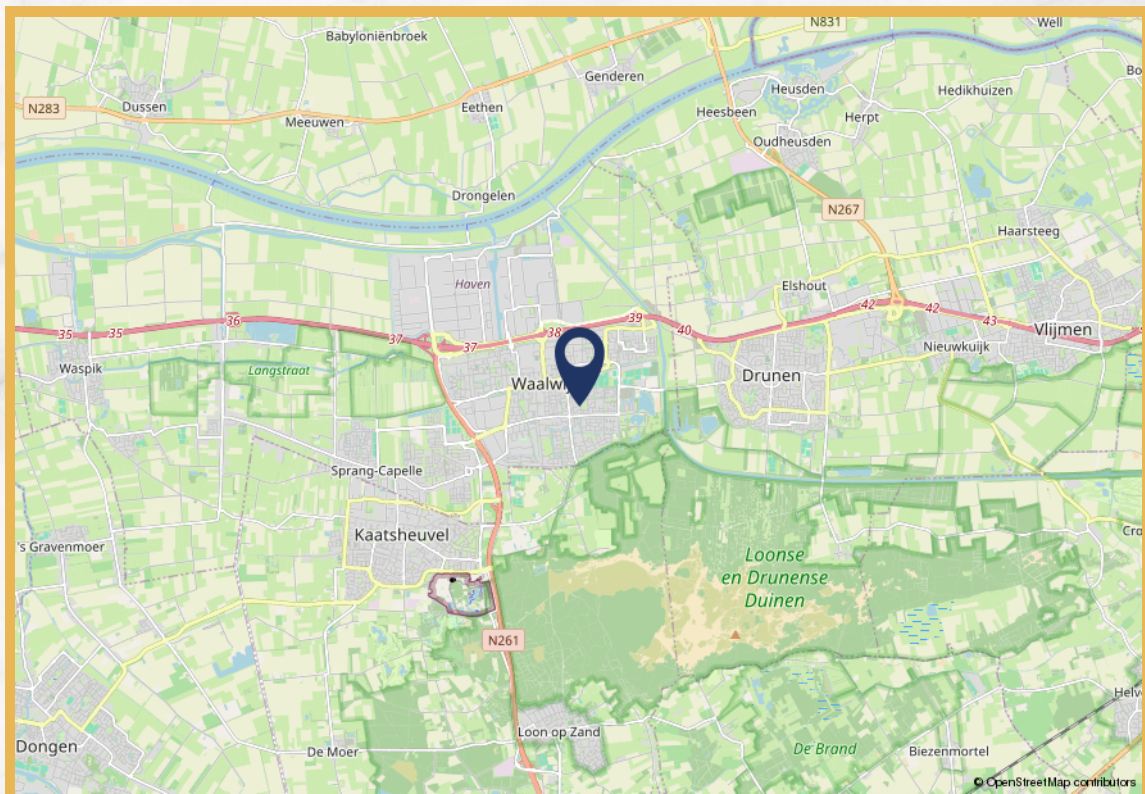 N831
Well
Babyloniënbroek
Genderen
Heusden
Hedikhuizen
N283
Dussen
Meeuwen
Eethen
Heesbeen
Herpt
Oudheusden
Drongelen
N267
Haarsteeg
Haven
Elshout
35
35
36
37
37
38
39
40
42
42
43
Vlijmen
Nieuwkuijk
Waspik
Langstraat
Drunen
Sprang-Capelle
Kaatsheuvel
's Gravenmoer
Loonse
en Drunense
Duinen
N261
Dongen
De Moer
Loon op Zand
De Brand
Biezenmortel
© OpenStreetMap contributors